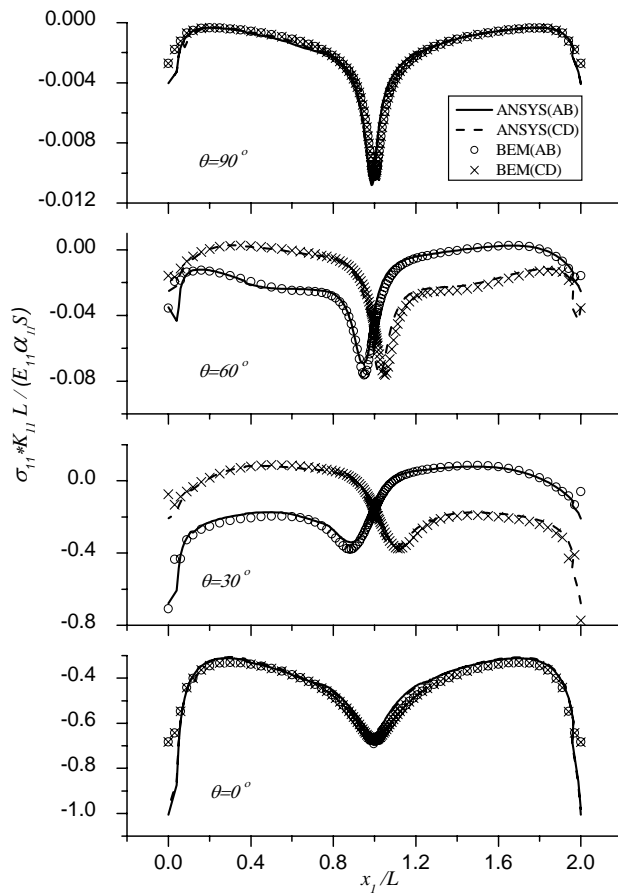 0.000
-0.004
-0.008
-0.012
ANSYS(AB)
ANSYS(CD)
BEM(AB)
BEM(CD)
θ=90°
0.00
-0.04
-0.08
θ=60°
σ11*K11 L / (E11α11S)
0.0
-0.4
-0.8
θ=30°
-0.4
-0.6
-0.8
-1.0
θ=0°
0.0 0.4 0.8 1.2 1.6 2.0
x1/L